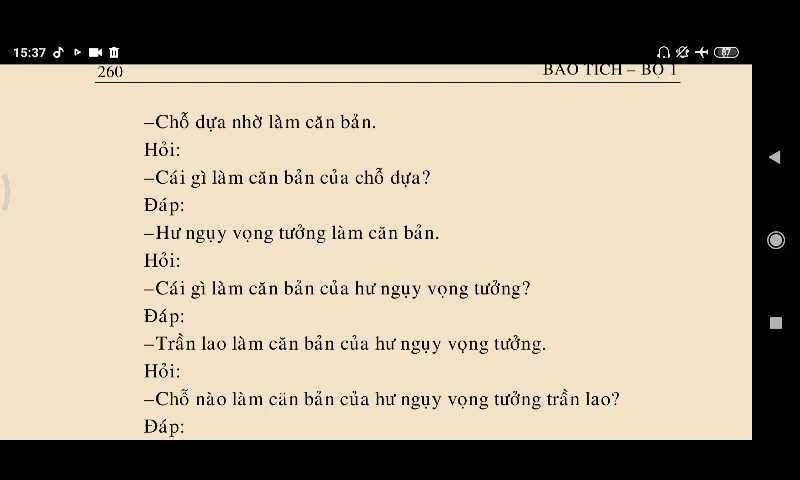 15:37
67
260 BẢO TÍCH – BỘ 1
–Chỗ dựa nhờ làm căn bản.
Hỏi:
–Cái gì làm căn bản của chỗ dựa?
Đáp:
–Hư ngụy vọng tưởng làm căn bản.
Hỏi:
–Cái gì làm căn bản của hư ngụy vọng tưởng?
Đáp:
–Trần lao làm căn bản của hư ngụy vọng tưởng.
Hỏi:
–Chỗ nào làm căn bản của hư ngụy vọng tưởng trần lao?
Đáp: